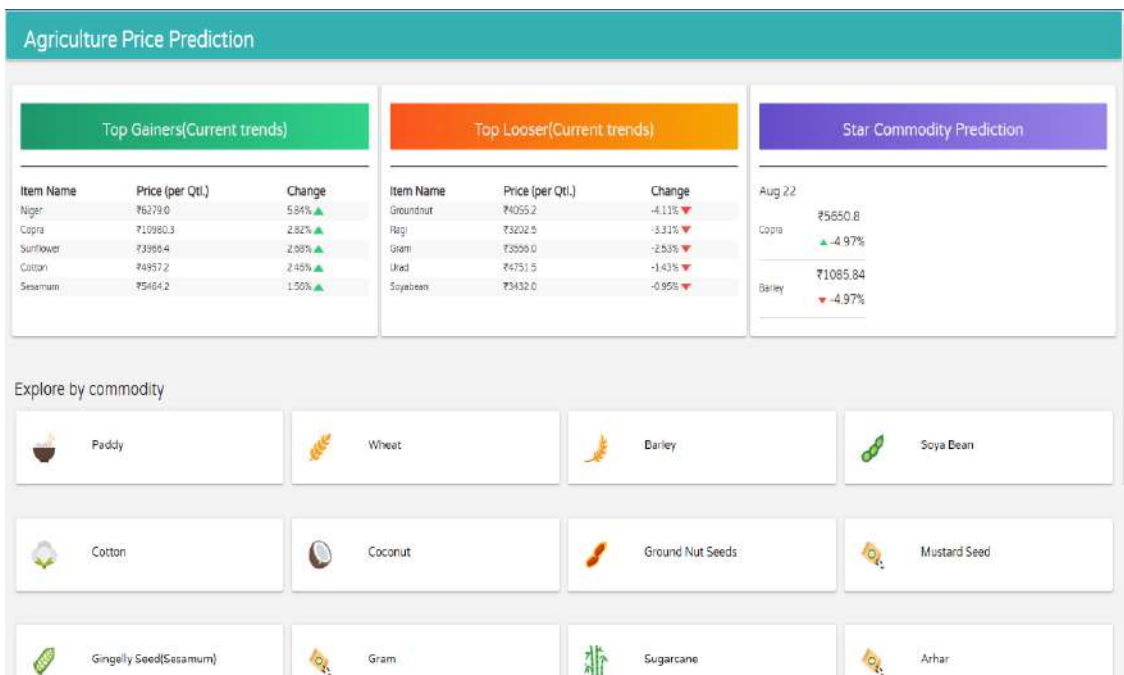 Agriculture Price Prediction
Top Gainers(Current trends)
Item Name Price (per Qtl.) Change
Niger ₹6279.0 5.84% ▲
Copra ₹10980.3 2.82% ▲
Sunflower ₹3986.4 2.68% ▲
Cotton ₹4957.2 2.46% ▲
Sesamum ₹5464.2 1.56% ▲
Top Looser(Current trends)
Item Name Price (per Qtl.) Change
Groundnut ₹4055.2 -4.11% ▼
Ragi ₹3202.5 -3.31% ▼
Gram ₹3556.0 -2.53% ▼
Urad ₹4751.5 -1.43% ▼
Soyabean ₹3432.0 -0.95% ▼
Star Commodity Prediction
Aug 22
Copra
₹5650.8
▲ -4.97%
Barley
₹1085.84
▼ -4.97%
Explore by commodity
Paddy
Wheat
Barley
Soya Bean
Cotton
Coconut
Ground Nut Seeds
Mustard Seed
Gingelly Seed(Sesamum)
Gram
Sugarcane
Arhar